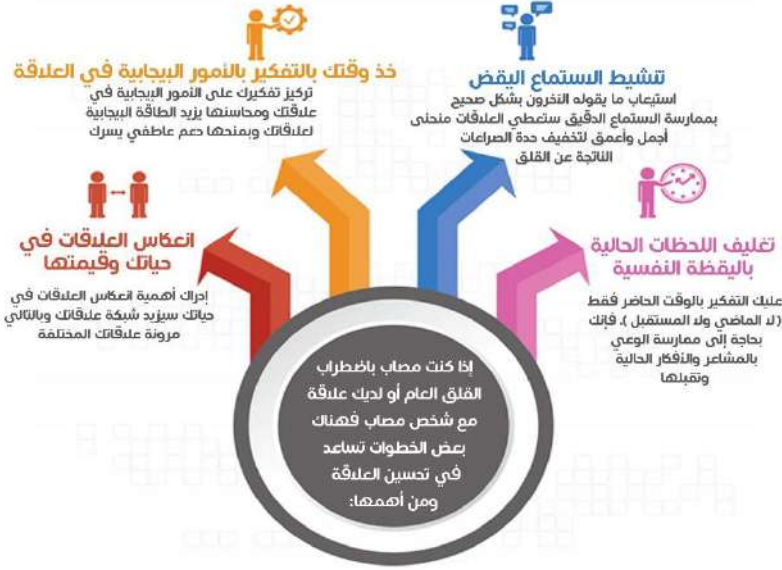 إذا كنت مصاب باضطراب
القلق العام أو لديك علاقة
مع شخص مصاب فهناك
بعض الخطوات تساعد
في تحسين العلاقة
ومن أهمها:
تغليف اللحظات الحالية
باليقظة النفسية
عليك التفكير بالوقت الحاضر فقط
(لا الماضي ولا المستقبل )، فإنك
بحاجة إلى ممارسة الوعي
بالمشاعر والأفكار الحالية
وتقبلها
تنشيط الاستماع اليقض
استيعاب ما يقوله الآخرون بشكل صحيح
بممارسة الاستماع الدقيق ستعطي العلاقات منحنى
أجمل وأعمق لتخفيف حدة الصراعات
الناتجة عن القلق
خذ وقتك بالتفكير بالأمور الإيجابية في العلاقة
تركيز تفكيرك على الأمور الإيجابية في
علاقتك ومحاسنها يزيد الطاقة الإيجابية
لعلاقاتك ويمنحها دعم عاطفي يسرك
انعكاس العلاقات في
حياتك وقيمتها
إدراك أهمية انعكاس العلاقات في
حياتك سيزيد شبكة علاقاتك وبالتالي
مرونة علاقاتك المختلفة